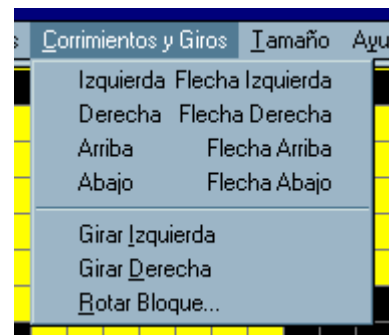 s Corrimientos y Giros Tamaño Ayu
Izquierda Flecha Izquierda
Derecha Flecha Derecha
Arriba Flecha Arriba
Abajo Flecha Abajo
Girar Izquierda
Girar Derecha
Rotar Bloque...